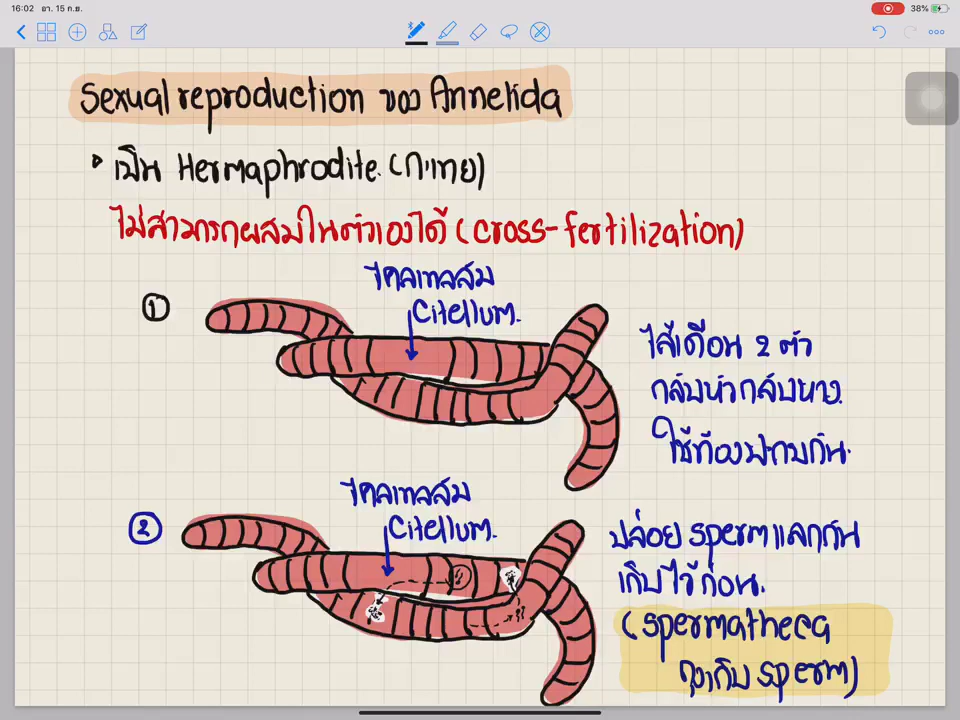 16:02 อา. 15 ก.ย.
38%
Sexual reproduction ของ Annelida
เป็น Hermaphrodite (กะเทย)
ไม่สามารถผสมในตัวเองได้ (cross-fertilization)
ไคลเทลลัม
Citellum.
1
ไส้เดือน 2 ตัว
กลับหัวกลับหาง
ใช้ท้องประกบกัน
ไคลเทลลัม
Citellum.
2
ปล่อย sperm แลกกัน
เก็บไว้ก่อน.
(spermatheca
ถุงเก็บ sperm)